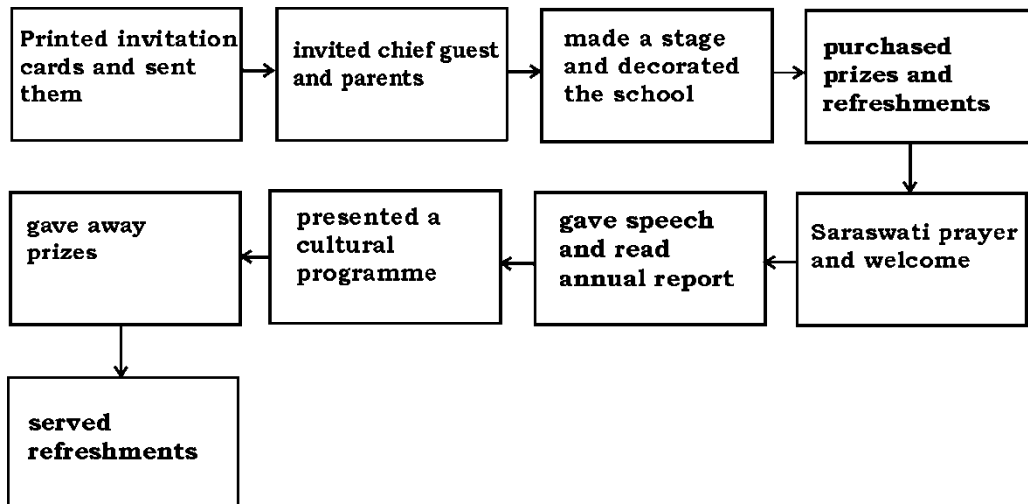 Printed invitation
cards and sent
them
invited chief guest
and parents
made a stage
and decorated
the school
purchased
prizes and
refreshments
Saraswati prayer
and welcome
gave speech
and read
annual report
presented a
cultural
programme
gave away
prizes
served
refreshments